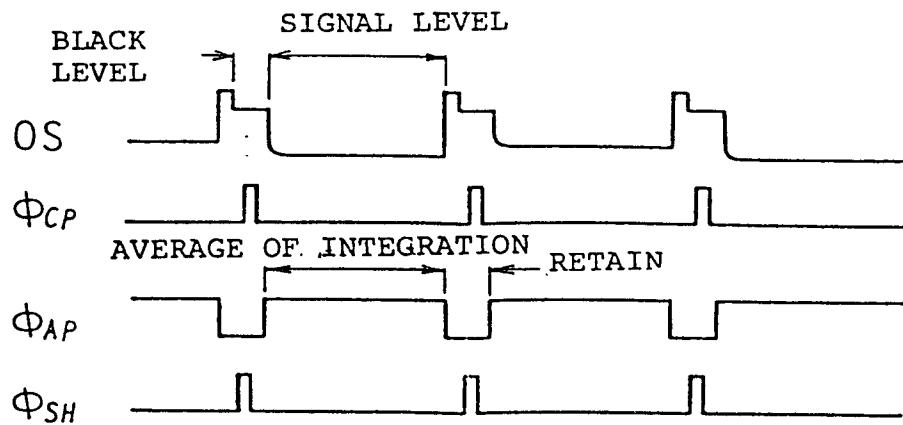 SIGNAL LEVEL
BLACK
LEVEL
OS
ΦCP
AVERAGE OF INTEGRATION
RETAIN
ΦAP
ΦSH